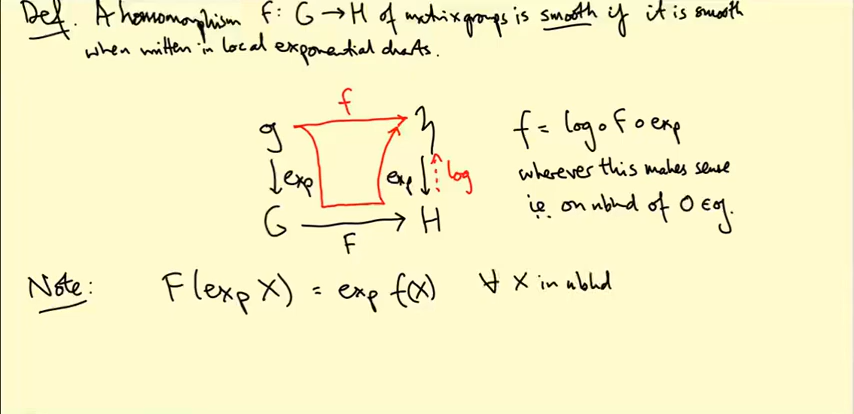 Def. A homomorphism F: G → H of matrix groups is smooth if it is smooth
when written in local exponential charts.
f
𝔤 𝔥 f = log∘F∘exp
↓exp exp↓ log wherever this makes sense
i.e. on nbhd of 0 ∈ 𝔤.
G → H
F
Note: F(exp X) = exp f(X) ∀ X in nbhd